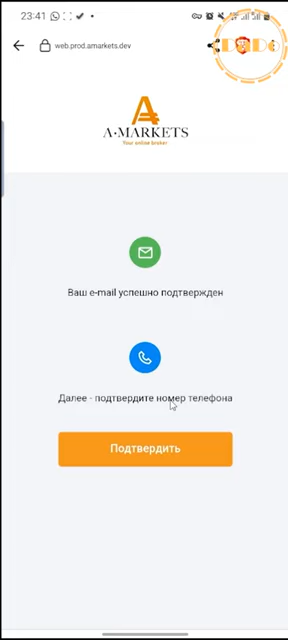 23:41
web.prod.amarkets.dev
DaDo
A·MARKETS
Your online broker
Ваш e-mail успешно подтвержден
Далее - подтвердите номер телефона
Подтвердить